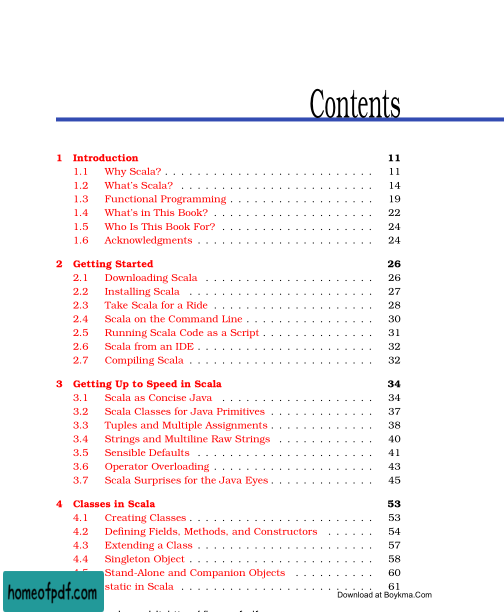 Contents
1 Introduction 11
1.1 Why Scala? . . . . . . . . . . . . . . . . . . . . . . . . . . 11
1.2 What's Scala? . . . . . . . . . . . . . . . . . . . . . . . . 14
1.3 Functional Programming . . . . . . . . . . . . . . . . . . 19
1.4 What's in This Book? . . . . . . . . . . . . . . . . . . . . 22
1.5 Who Is This Book For? . . . . . . . . . . . . . . . . . . . 24
1.6 Acknowledgments . . . . . . . . . . . . . . . . . . . . . . 24
2 Getting Started 26
2.1 Downloading Scala . . . . . . . . . . . . . . . . . . . . . 26
2.2 Installing Scala . . . . . . . . . . . . . . . . . . . . . . . 27
2.3 Take Scala for a Ride . . . . . . . . . . . . . . . . . . . . 28
2.4 Scala on the Command Line . . . . . . . . . . . . . . . . 30
2.5 Running Scala Code as a Script . . . . . . . . . . . . . . 31
2.6 Scala from an IDE . . . . . . . . . . . . . . . . . . . . . . 32
2.7 Compiling Scala . . . . . . . . . . . . . . . . . . . . . . . 32
3 Getting Up to Speed in Scala 34
3.1 Scala as Concise Java . . . . . . . . . . . . . . . . . . . 34
3.2 Scala Classes for Java Primitives . . . . . . . . . . . . . 37
3.3 Tuples and Multiple Assignments . . . . . . . . . . . . . 38
3.4 Strings and Multiline Raw Strings . . . . . . . . . . . . 40
3.5 Sensible Defaults . . . . . . . . . . . . . . . . . . . . . . 41
3.6 Operator Overloading . . . . . . . . . . . . . . . . . . . . 43
3.7 Scala Surprises for the Java Eyes . . . . . . . . . . . . . 45
4 Classes in Scala 53
4.1 Creating Classes . . . . . . . . . . . . . . . . . . . . . . . 53
4.2 Defining Fields, Methods, and Constructors . . . . . . 54
4.3 Extending a Class . . . . . . . . . . . . . . . . . . . . . . 57
4.4 Singleton Object . . . . . . . . . . . . . . . . . . . . . . . 58
Stand-Alone and Companion Objects . . . . . . . . . . 60
static in Scala . . . . . . . . . . . . . . . . . . . . . . . . 61
Download at Boykma.Com
homeofpdf.com